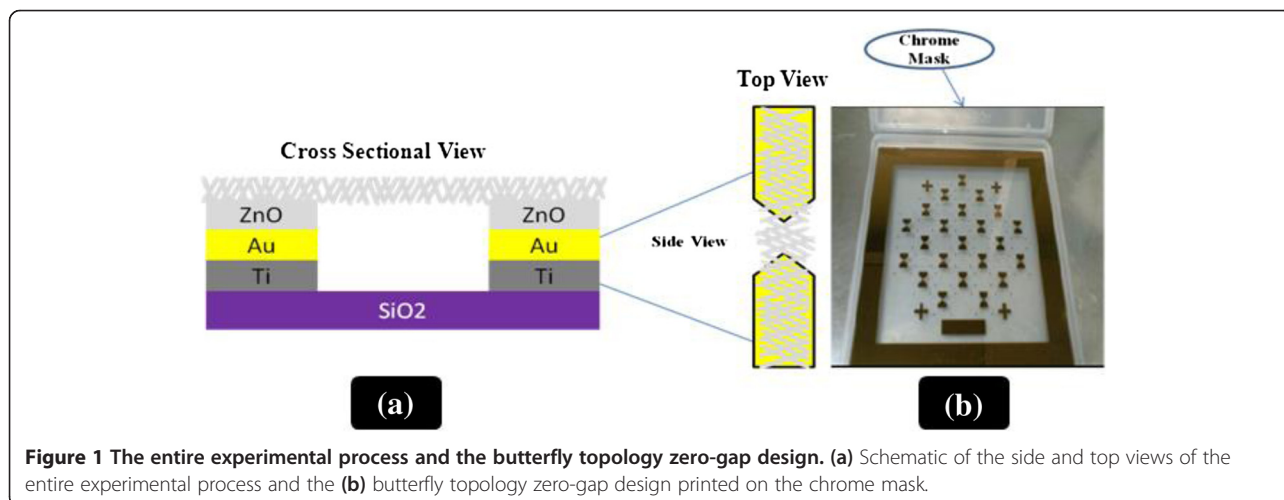 Chrome
Mask
Top View
Cross Sectional View
ZnO
ZnO
Au
Au
Side View
Ti
Ti
SiO2
(a)
(b)
Figure 1 The entire experimental process and the butterfly topology zero-gap design. (a) Schematic of the side and top views of the
entire experimental process and the (b) butterfly topology zero-gap design printed on the chrome mask.